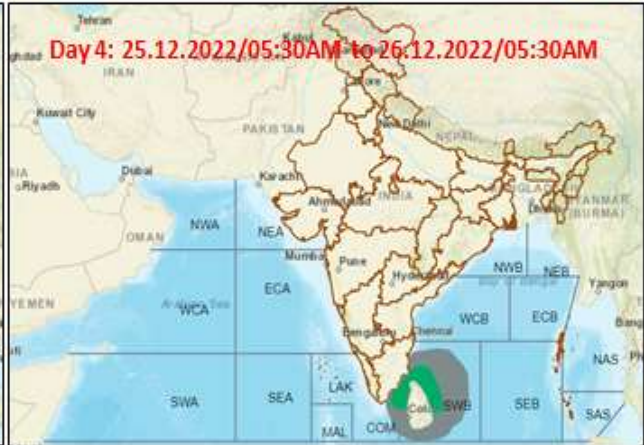 Tehran
Day 4: 25.12.2022/05:30AM to 26.12.2022/05:30AM
IRAN
Kuwait City
PAKISTAN
New Delhi
NEPAL
Riyadh
Dubai
Karachi
OMAN
NWA
NEA
Ahmedabad
INDIA
Mumbai
Pune
Hyderabad
NWB
NEB
Yangon
YEMEN
WCA
ECA
WCB
ECB
Chennai
NAS
SWA
SEA
LAK
MAL
COM
SWB
SEB
SAS